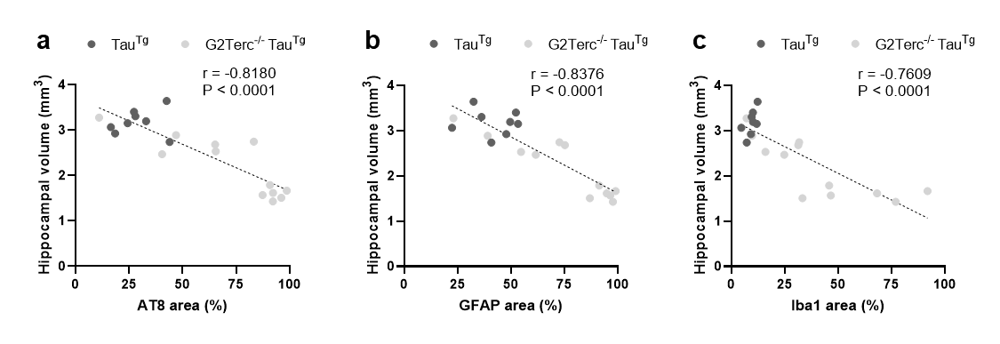 a
Tau^Tg
G2Terc^-/- Tau^Tg
r = -0.8180
P < 0.0001
Hippocampal volume (mm^3)
4
3
2
1
0
0 25 50 75 100
AT8 area (%)
b
Tau^Tg
G2Terc^-/- Tau^Tg
r = -0.8376
P < 0.0001
Hippocampal volume (mm^3)
4
3
2
1
0
0 25 50 75 100
GFAP area (%)
c
Tau^Tg
G2Terc^-/- Tau^Tg
r = -0.7609
P < 0.0001
Hippocampal volume (mm^3)
4
3
2
1
0
0 25 50 75 100
Iba1 area (%)